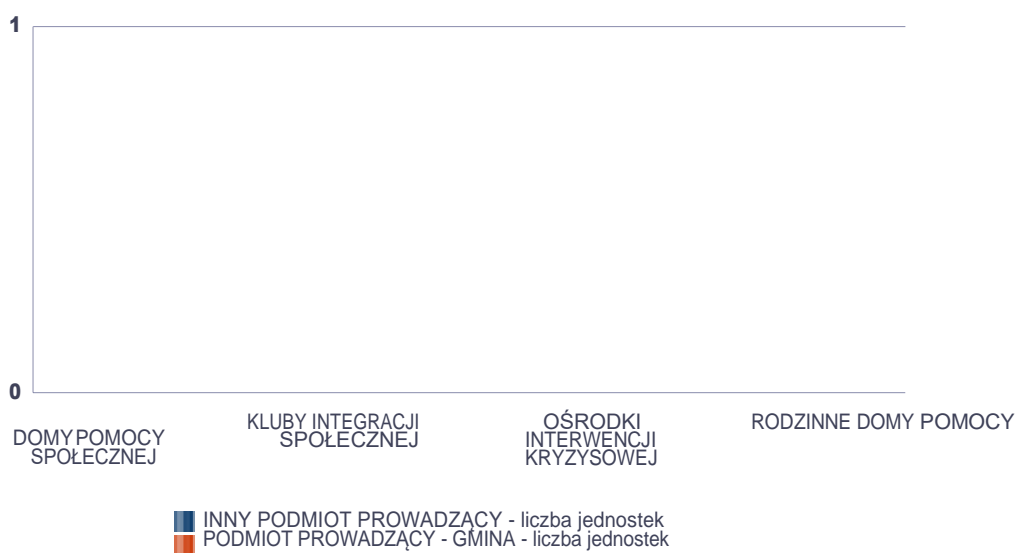 1
0
DOMY POMOCY
SPOŁECZNEJ
KLUBY INTEGRACJI
SPOŁECZNEJ
OŚRODKI
INTERWENCJI
KRYZYSOWEJ
RODZINNE DOMY POMOCY
INNY PODMIOT PROWADZĄCY - liczba jednostek
PODMIOT PROWADZĄCY - GMINA - liczba jednostek